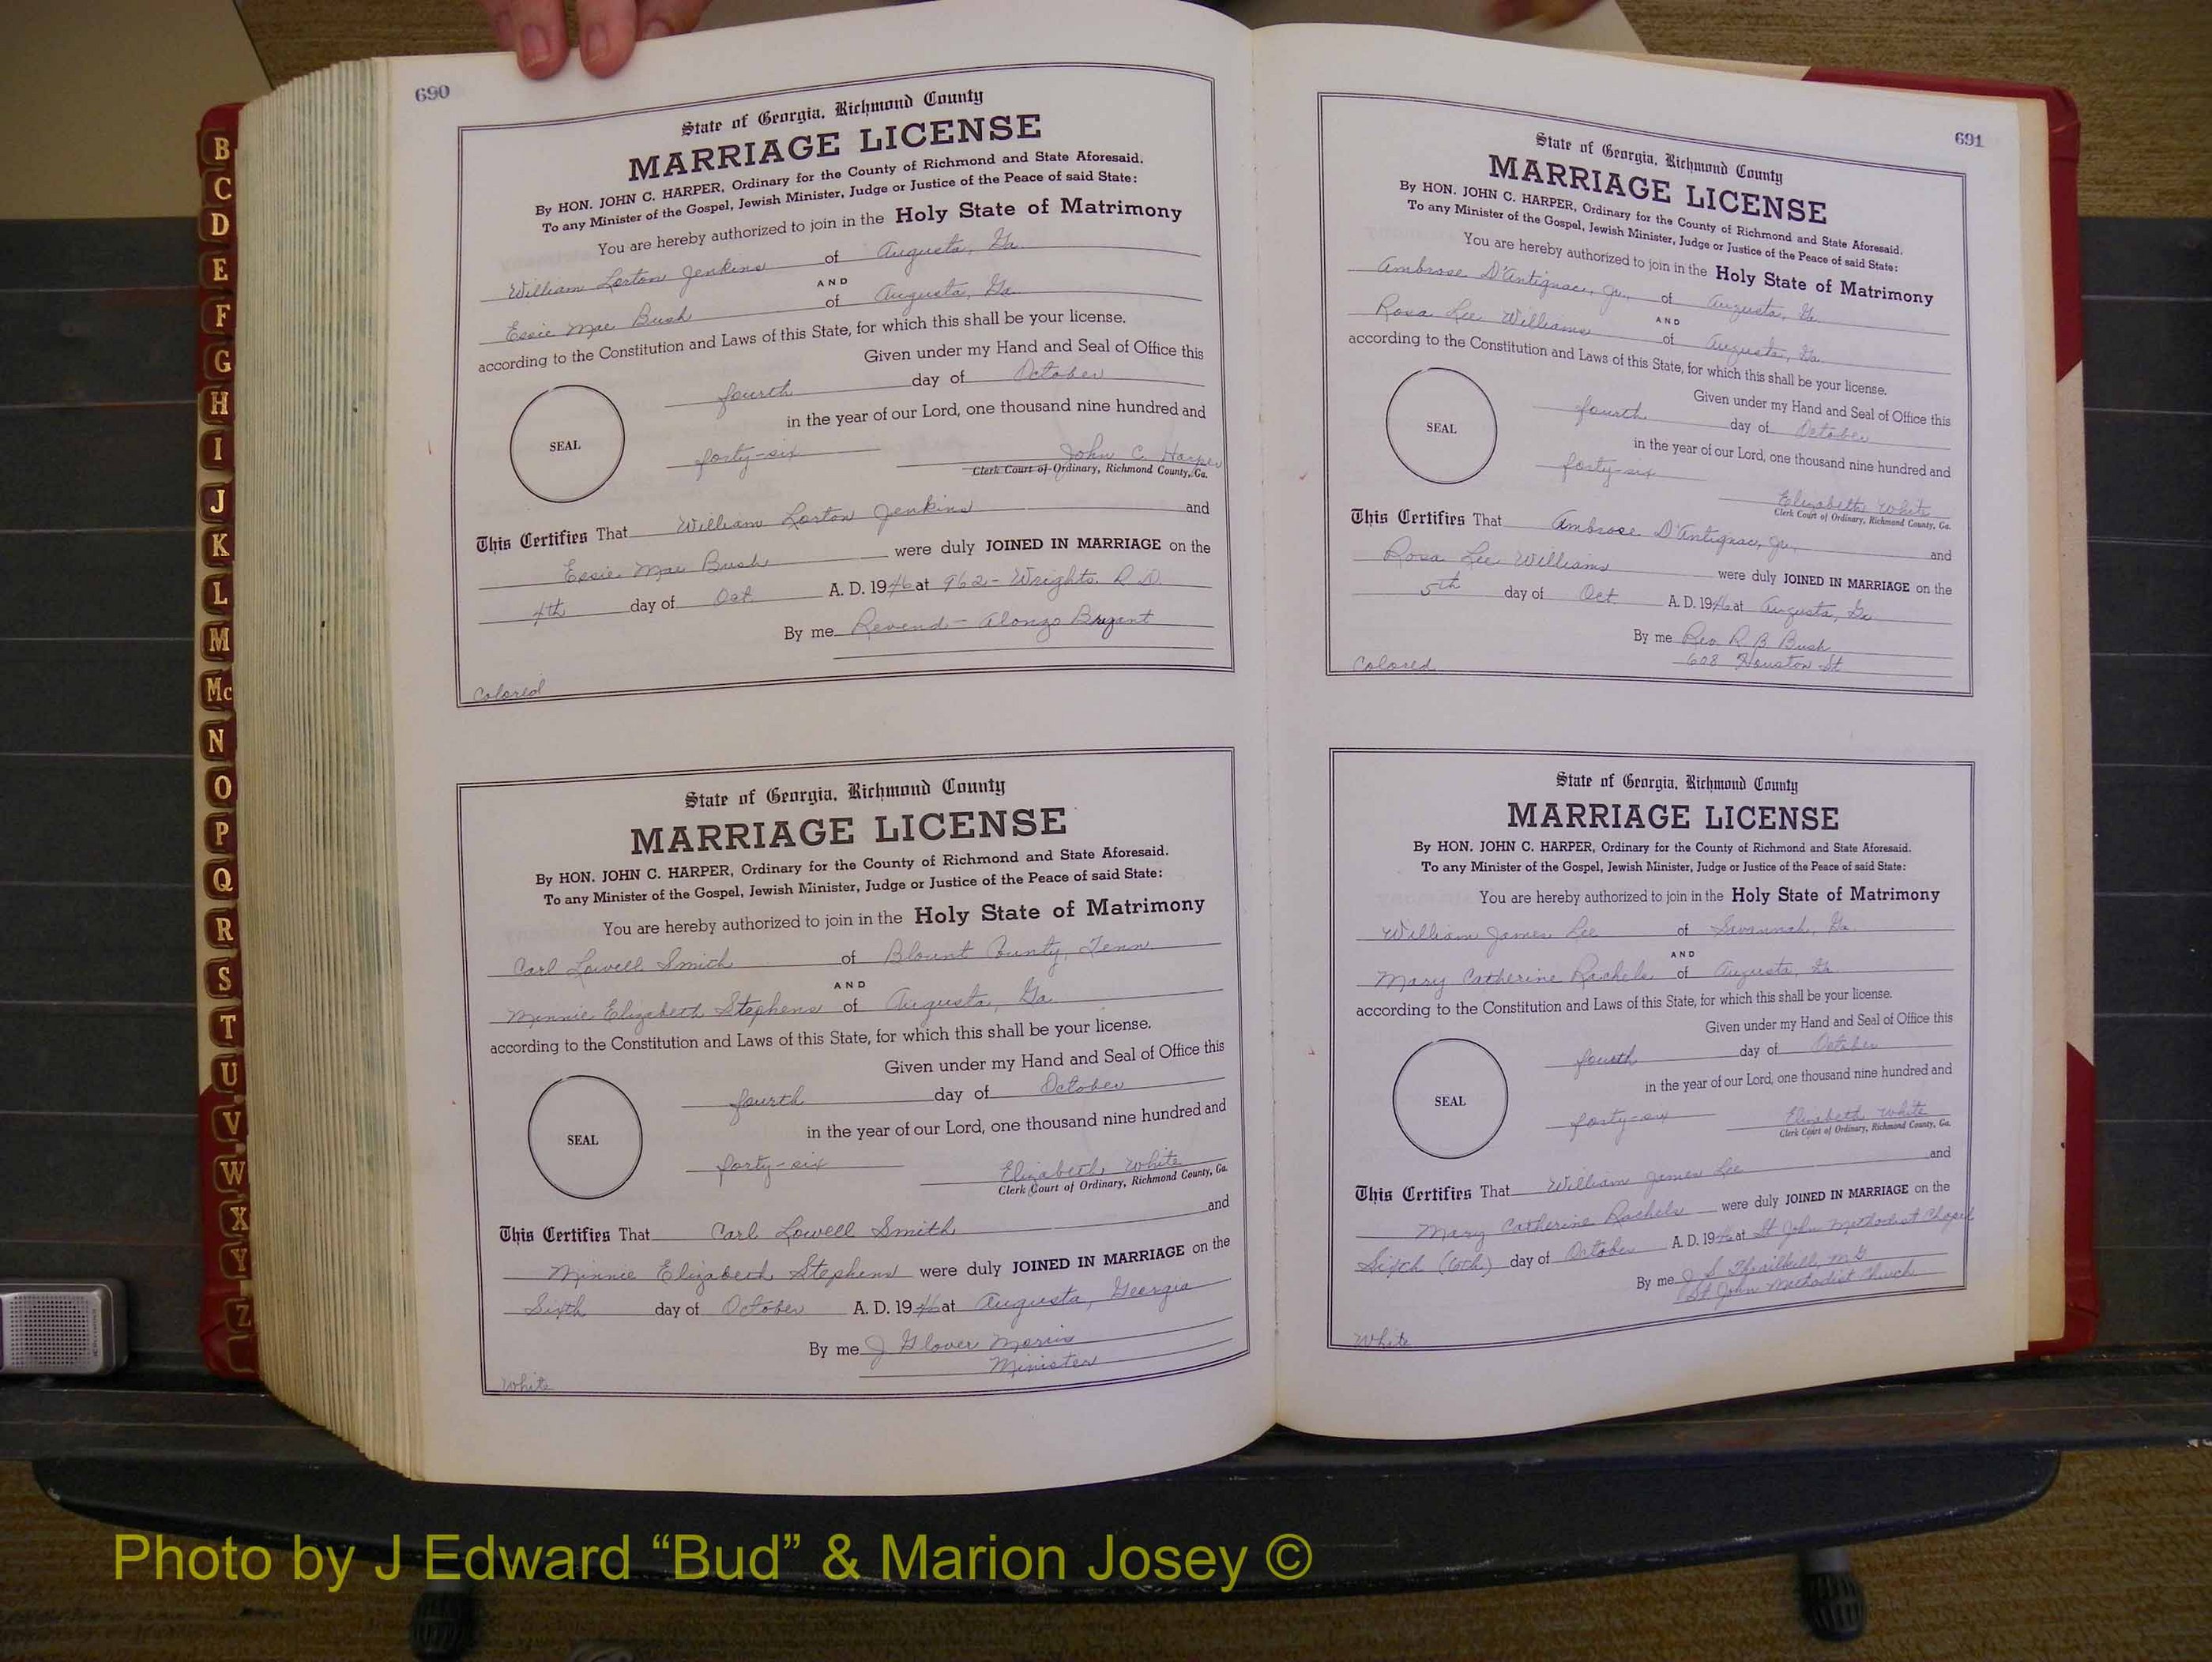 690
State of Georgia, Richmond County
MARRIAGE LICENSE
By HON. JOHN C. HARPER, Ordinary for the County of Richmond and State Aforesaid.
To any Minister of the Gospel, Jewish Minister, Judge or Justice of the Peace of said State:
You are hereby authorized to join in the Holy State of Matrimony
William Lorton Jenkins of Augusta, Ga.
AND
Essie Mae Bush of Augusta, Ga.
according to the Constitution and Laws of this State, for which this shall be your license.
Given under my Hand and Seal of Office this
fourth day of October
in the year of our Lord, one thousand nine hundred and
SEAL
forty-six John C. Harper
Clerk Court of Ordinary, Richmond County, Ga.
This Certifies That William Lorton Jenkins and
Essie Mae Bush were duly JOINED IN MARRIAGE on the
4th day of Oct. A. D. 1946 at 962 - Wrights. R.D.
By me Revend - Alonzo Bryant
Colored
State of Georgia, Richmond County
MARRIAGE LICENSE
By HON. JOHN C. HARPER, Ordinary for the County of Richmond and State Aforesaid.
To any Minister of the Gospel, Jewish Minister, Judge or Justice of the Peace of said State:
You are hereby authorized to join in the Holy State of Matrimony
Carl Lowell Smith of Blount County, Tenn.
AND
Minnie Elizabeth Stephens of Augusta, Ga.
according to the Constitution and Laws of this State, for which this shall be your license.
Given under my Hand and Seal of Office this
fourth day of October
in the year of our Lord, one thousand nine hundred and
SEAL
forty-six Elizabeth White
Clerk Court of Ordinary, Richmond County, Ga.
This Certifies That Carl Lowell Smith and
Minnie Elizabeth Stephens were duly JOINED IN MARRIAGE on the
Sixth day of October A. D. 1946 at Augusta, Georgia
By me J Glover Morris
Minister
White
691
State of Georgia, Richmond County
MARRIAGE LICENSE
By HON. JOHN C. HARPER, Ordinary for the County of Richmond and State Aforesaid.
To any Minister of the Gospel, Jewish Minister, Judge or Justice of the Peace of said State:
You are hereby authorized to join in the Holy State of Matrimony
Ambrose D'Antignac, Jr., of Augusta, Ga.
AND
Rosa Lee Williams of Augusta, Ga.
according to the Constitution and Laws of this State, for which this shall be your license.
Given under my Hand and Seal of Office this
fourth day of October
in the year of our Lord, one thousand nine hundred and
SEAL
forty-six Elizabeth White
Clerk Court of Ordinary, Richmond County, Ga.
This Certifies That Ambrose D'Antignac, Jr., and
Rosa Lee Williams were duly JOINED IN MARRIAGE on the
5th day of Oct. A. D. 1946 at Augusta, Ga
By me Rev. R. B. Bush
608 Houston St
Colored
State of Georgia, Richmond County
MARRIAGE LICENSE
By HON. JOHN C. HARPER, Ordinary for the County of Richmond and State Aforesaid.
To any Minister of the Gospel, Jewish Minister, Judge or Justice of the Peace of said State:
You are hereby authorized to join in the Holy State of Matrimony
William James Lee of Savannah, Ga.
AND
Mary Catherine Rachels of Augusta, Ga.
according to the Constitution and Laws of this State, for which this shall be your license.
Given under my Hand and Seal of Office this
fourth day of October
in the year of our Lord, one thousand nine hundred and
SEAL
forty-six Elizabeth White
Clerk Court of Ordinary, Richmond County, Ga.
This Certifies That William James Lee and
Mary Catherine Rachels were duly JOINED IN MARRIAGE on the
Sixth (6th) day of October A. D. 1946 at St John Methodist Chapel
By me J S Thrailkill, M.G
St John Methodist Church
White
B
C
D
E
F
G
H
I
J
K
L
M
Mc
N
O
P
Q
R
S
T
U
V
W
X
Y
Z
Photo by J Edward “Bud” & Marion Josey ©